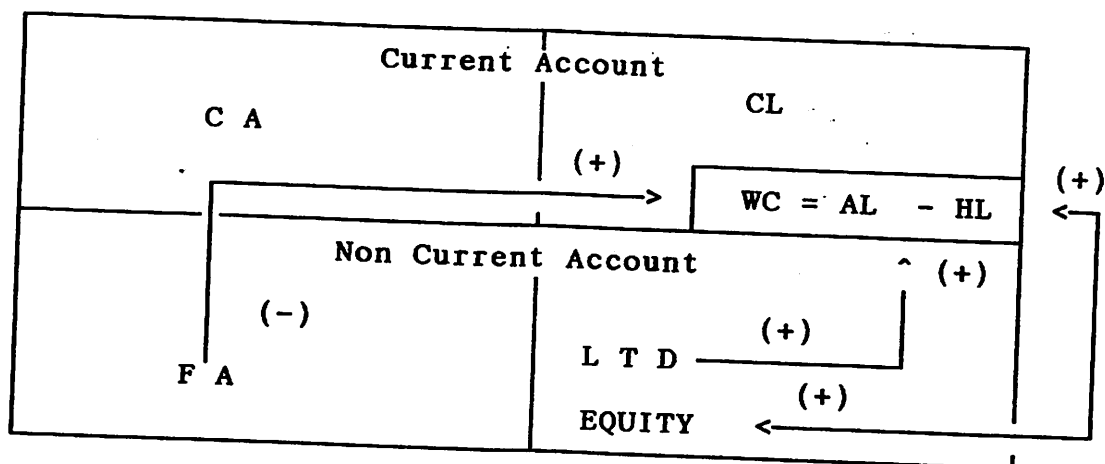 Current Account
C A
CL
(+)
(+)
WC = AL - HL
Non Current Account
(+)
(-)
(+)
L T D
F A
(+)
EQUITY